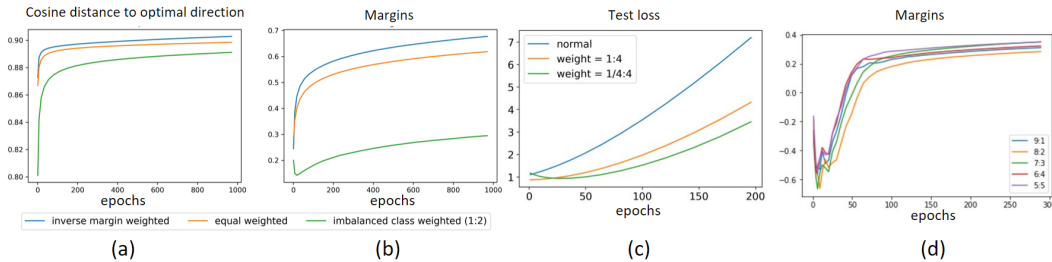 Cosine distance to optimal direction
0.90
0.88
0.86
0.84
0.82
0.80
0
200
400
600
800
1000
epochs
(a)
Margins
0.7
0.6
0.5
0.4
0.3
0.2
0
200
400
600
800
1000
epochs
(b)
inverse margin weighted
equal weighted
imbalanced class weighted (1:2)
Test loss
normal
weight = 1:4
weight = 1/4:4
7
6
5
4
3
2
1
0
50
100
150
200
epochs
(c)
Margins
0.4
0.2
0.0
−0.2
−0.4
−0.6
9:1
8:2
7:3
6:4
5:5
0
50
100
150
200
250
epochs
(d)